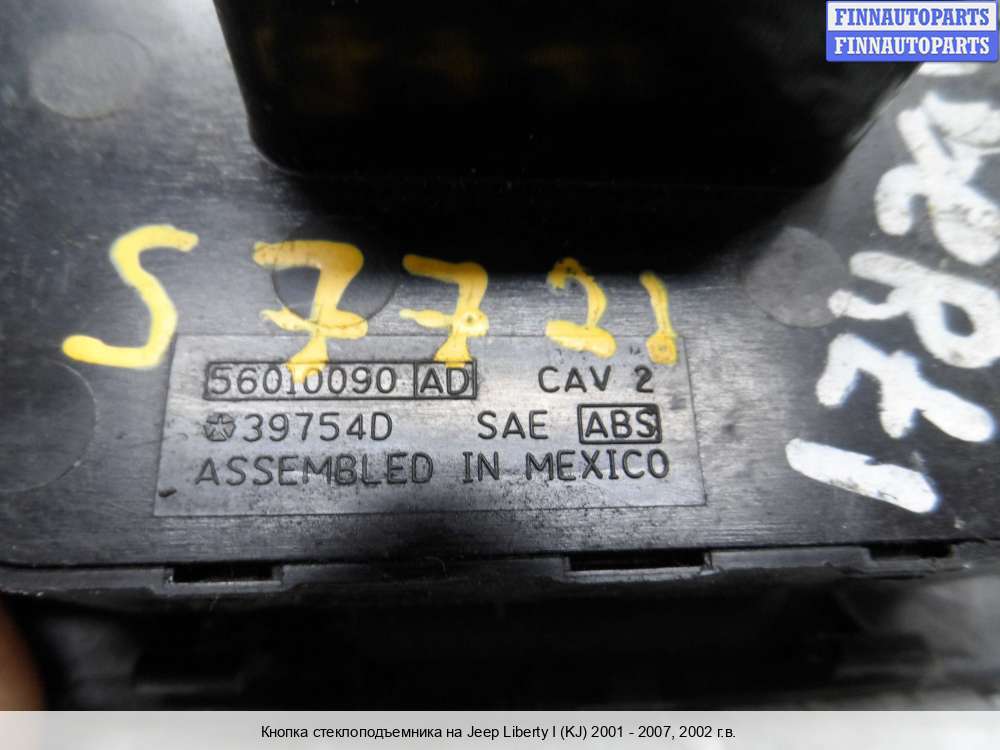 FINNAUTOPARTS
FINNAUTOPARTS
S7721
56010090 AD CAV 2
39754D SAE ABS
ASSEMBLED IN MEXICO
Кнопка стеклоподъемника на Jeep Liberty I (KJ) 2001 - 2007, 2002 г.в.